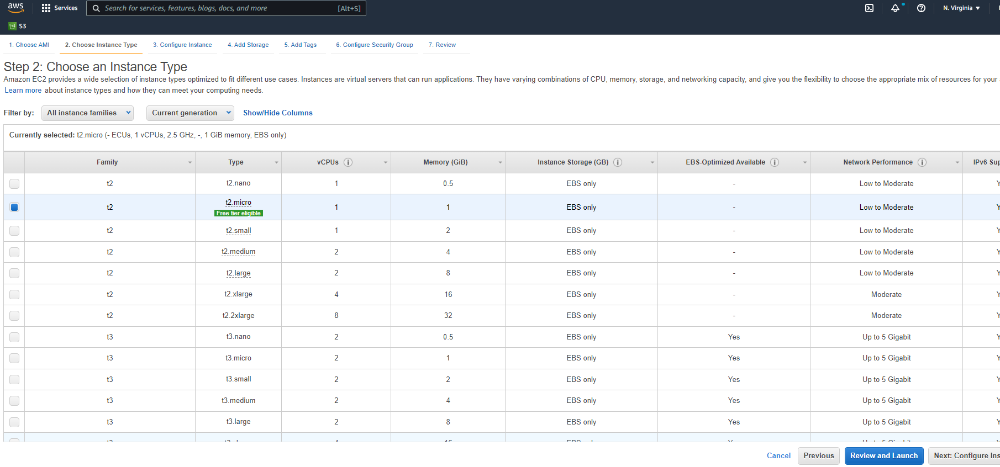 aws Services Search for services, features, blogs, docs, and more [Alt+S] N. Virginia
S3
1. Choose AMI 2. Choose Instance Type 3. Configure Instance 4. Add Storage 5. Add Tags 6. Configure Security Group 7. Review
Step 2: Choose an Instance Type
Amazon EC2 provides a wide selection of instance types optimized to fit different use cases. Instances are virtual servers that can run applications. They have varying combinations of CPU, memory, storage, and networking capacity, and give you the flexibility to choose the appropriate mix of resources for your
Learn more about instance types and how they can meet your computing needs.
Filter by: All instance families Current generation Show/Hide Columns
Currently selected: t2.micro (- ECUs, 1 vCPUs, 2.5 GHz, -, 1 GiB memory, EBS only)
Family Type vCPUs Memory (GiB) Instance Storage (GB) EBS-Optimized Available Network Performance IPv6
t2 t2.nano 1 0.5 EBS only - Low to Moderate
t2 t2.micro 1 1 EBS only - Low to Moderate
Free tier eligible
t2 t2.small 1 2 EBS only - Low to Moderate
t2 t2.medium 2 4 EBS only - Low to Moderate
t2 t2.large 2 8 EBS only - Low to Moderate
t2 t2.xlarge 4 16 EBS only - Moderate
t2 t2.2xlarge 8 32 EBS only - Moderate
t3 t3.nano 2 0.5 EBS only Yes Up to 5 Gigabit
t3 t3.micro 2 1 EBS only Yes Up to 5 Gigabit
t3 t3.small 2 2 EBS only Yes Up to 5 Gigabit
t3 t3.medium 2 4 EBS only Yes Up to 5 Gigabit
t3 t3.large 2 8 EBS only Yes Up to 5 Gigabit
Cancel Previous Review and Launch Next: Configure